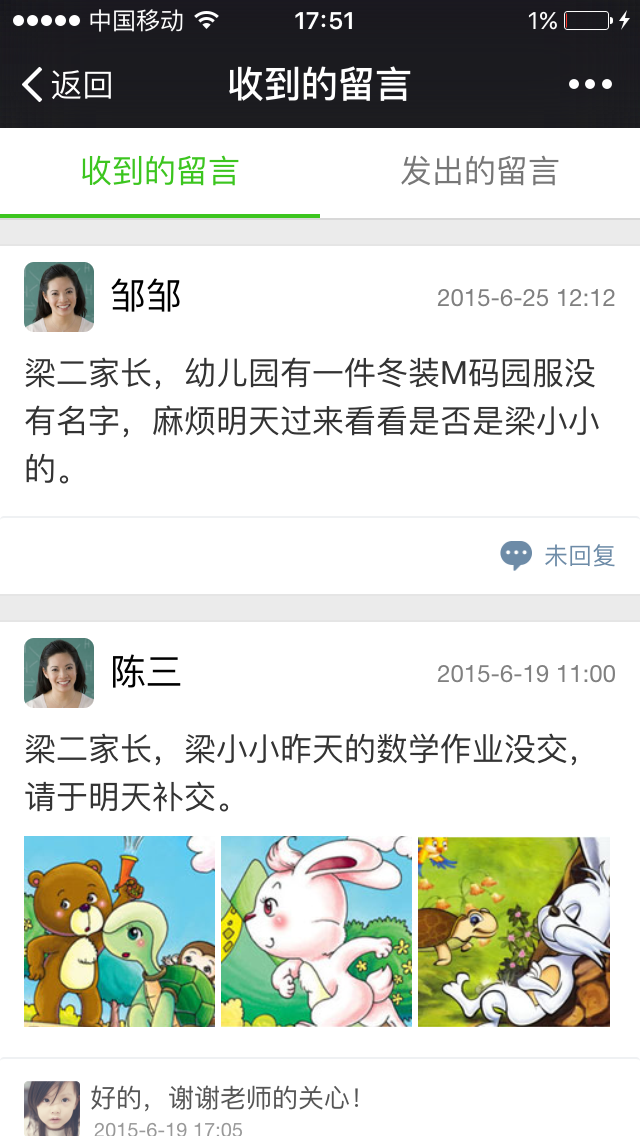 中国移动 17:51 1%
返回 收到的留言
收到的留言 发出的留言
邹邹 2015-6-25 12:12
梁二家长，幼儿园有一件冬装M码园服没
有名字，麻烦明天过来看看是否是梁小小
的。
未回复
陈三 2015-6-19 11:00
梁二家长，梁小小昨天的数学作业没交，
请于明天补交。
好的，谢谢老师的关心！
2015-6-19 17:05